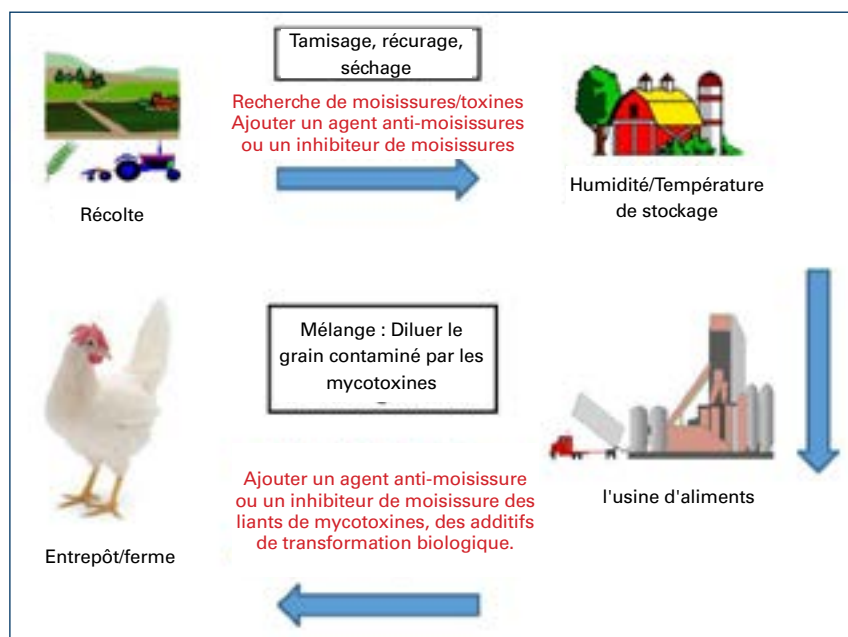 Tamisage, récurage,
séchage
Recherche de moisissures/toxines
Ajouter un agent anti-moisissures
ou un inhibiteur de moisissures
Récolte
Humidité/Température
de stockage
Mélange : Diluer le
grain contaminé par les
mycotoxines
Ajouter un agent anti-moisissure
ou un inhibiteur de moisissure des
liants de mycotoxines, des additifs
de transformation biologique.
l'usine d'aliments
Entrepôt/ferme